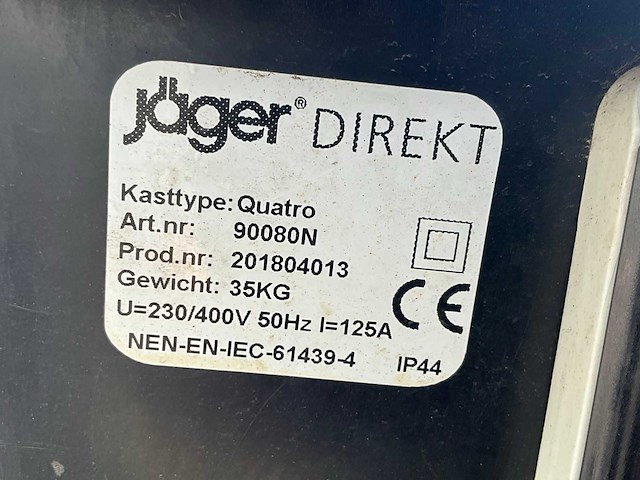 jäger® DIREKT
Kasttype: Quatro
Art.nr: 90080N
Prod.nr: 201804013
Gewicht: 35KG
U=230/400V 50Hz I=125A
NEN-EN-IEC-61439-4 IP44
CE